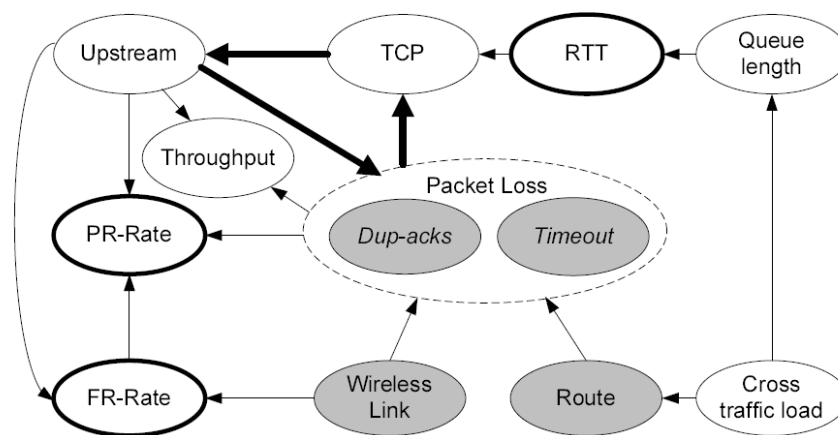 Upstream
TCP
RTT
Queue
length
Throughput
Packet Loss
PR-Rate
Dup-acks
Timeout
FR-Rate
Wireless
Link
Route
Cross
traffic load